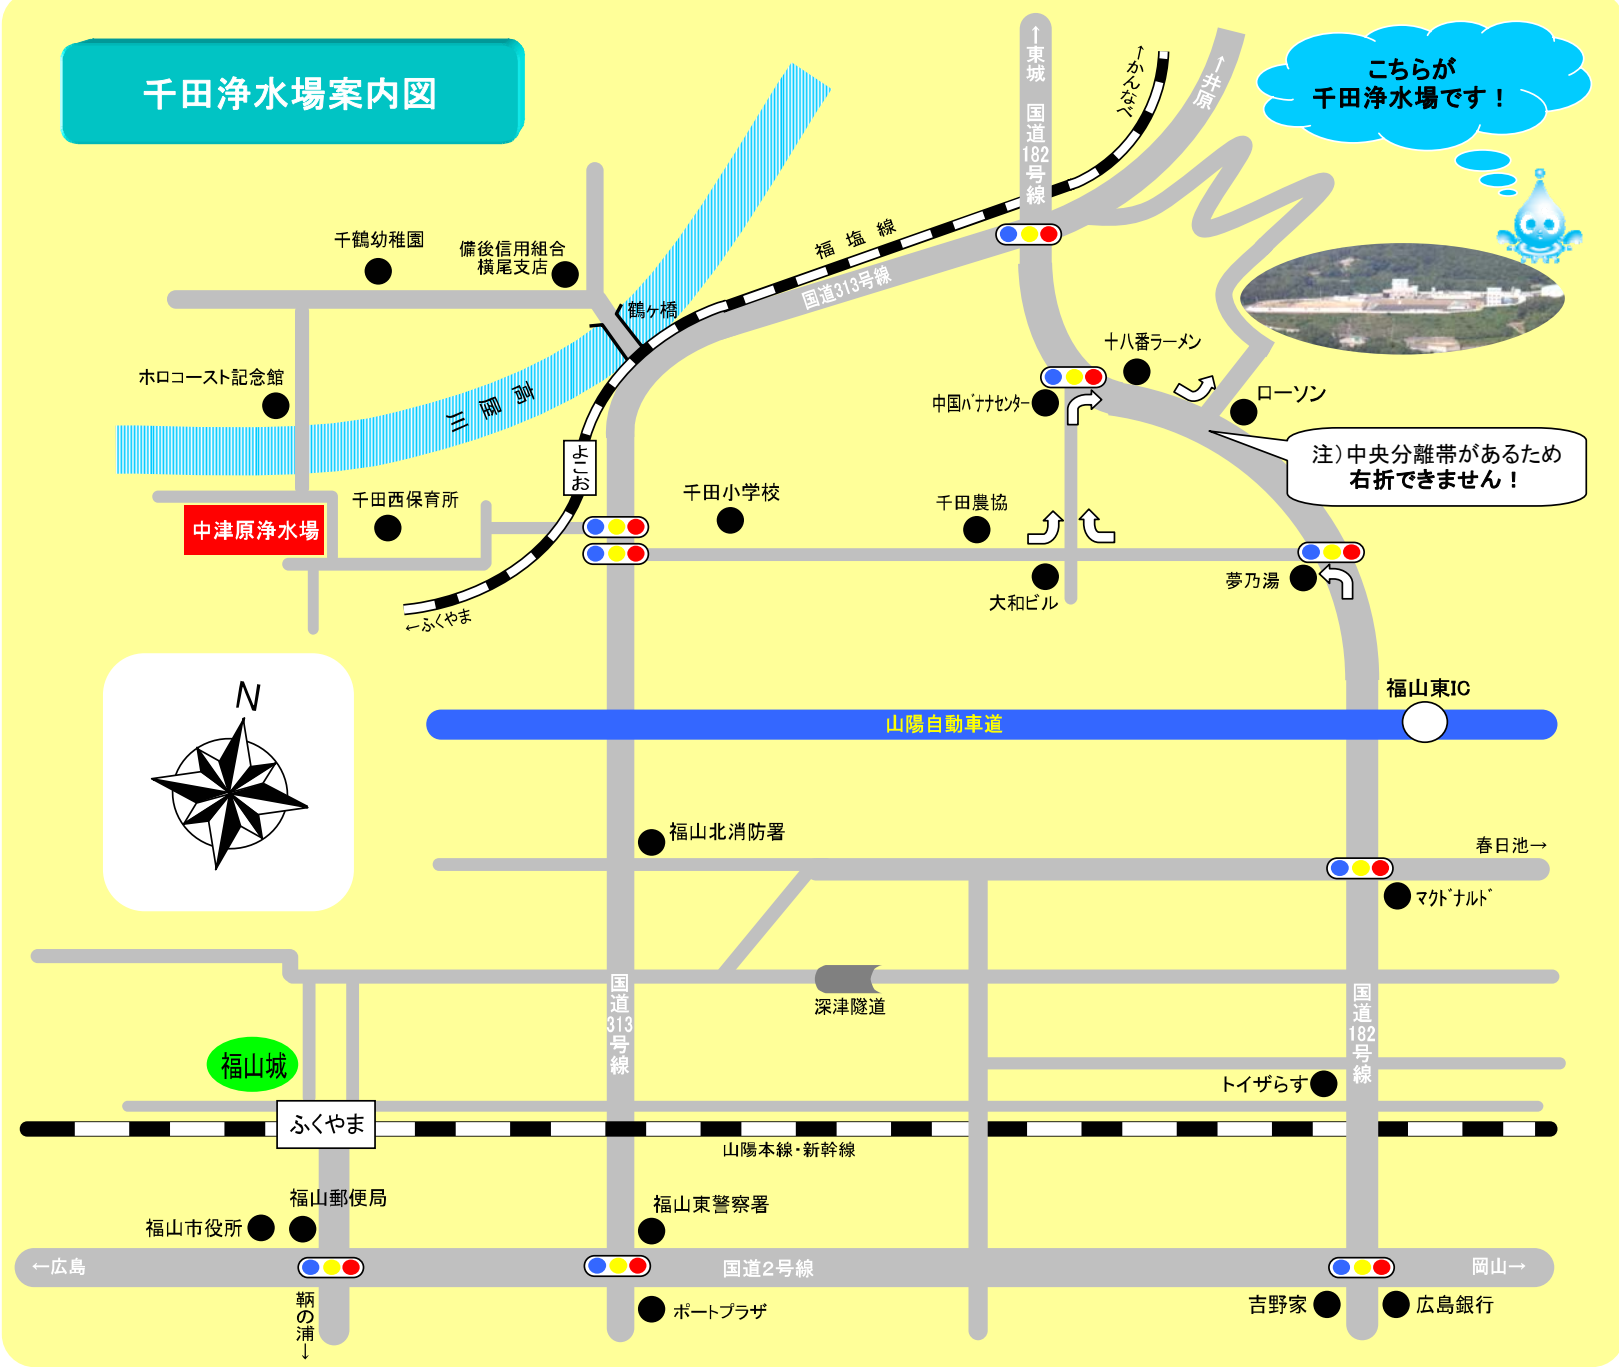 千田浄水場案内図
こちらが
千田浄水場です！
↑東城　国道182号線
↑かんなべ
↑井原
千鶴幼稚園
備後信用組合
横尾支店
福塩線
国道313号線
鶴ヶ橋
ホロコースト記念館
高屋川
十八番ラーメン
中国バナナセンター
ローソン
注）中央分離帯があるため
右折できません！
よこお
千田西保育所
中津原浄水場
千田小学校
千田農協
大和ビル
夢乃湯
←ふくやま
N
福山東IC
山陽自動車道
福山北消防署
春日池→
マクドナルド
国道313号線
深津隧道
国道182号線
福山城
トイザらす
ふくやま
山陽本線・新幹線
福山郵便局
福山市役所
福山東警察署
←広島
国道2号線
岡山→
鞆の浦↓
ポートプラザ
吉野家
広島銀行